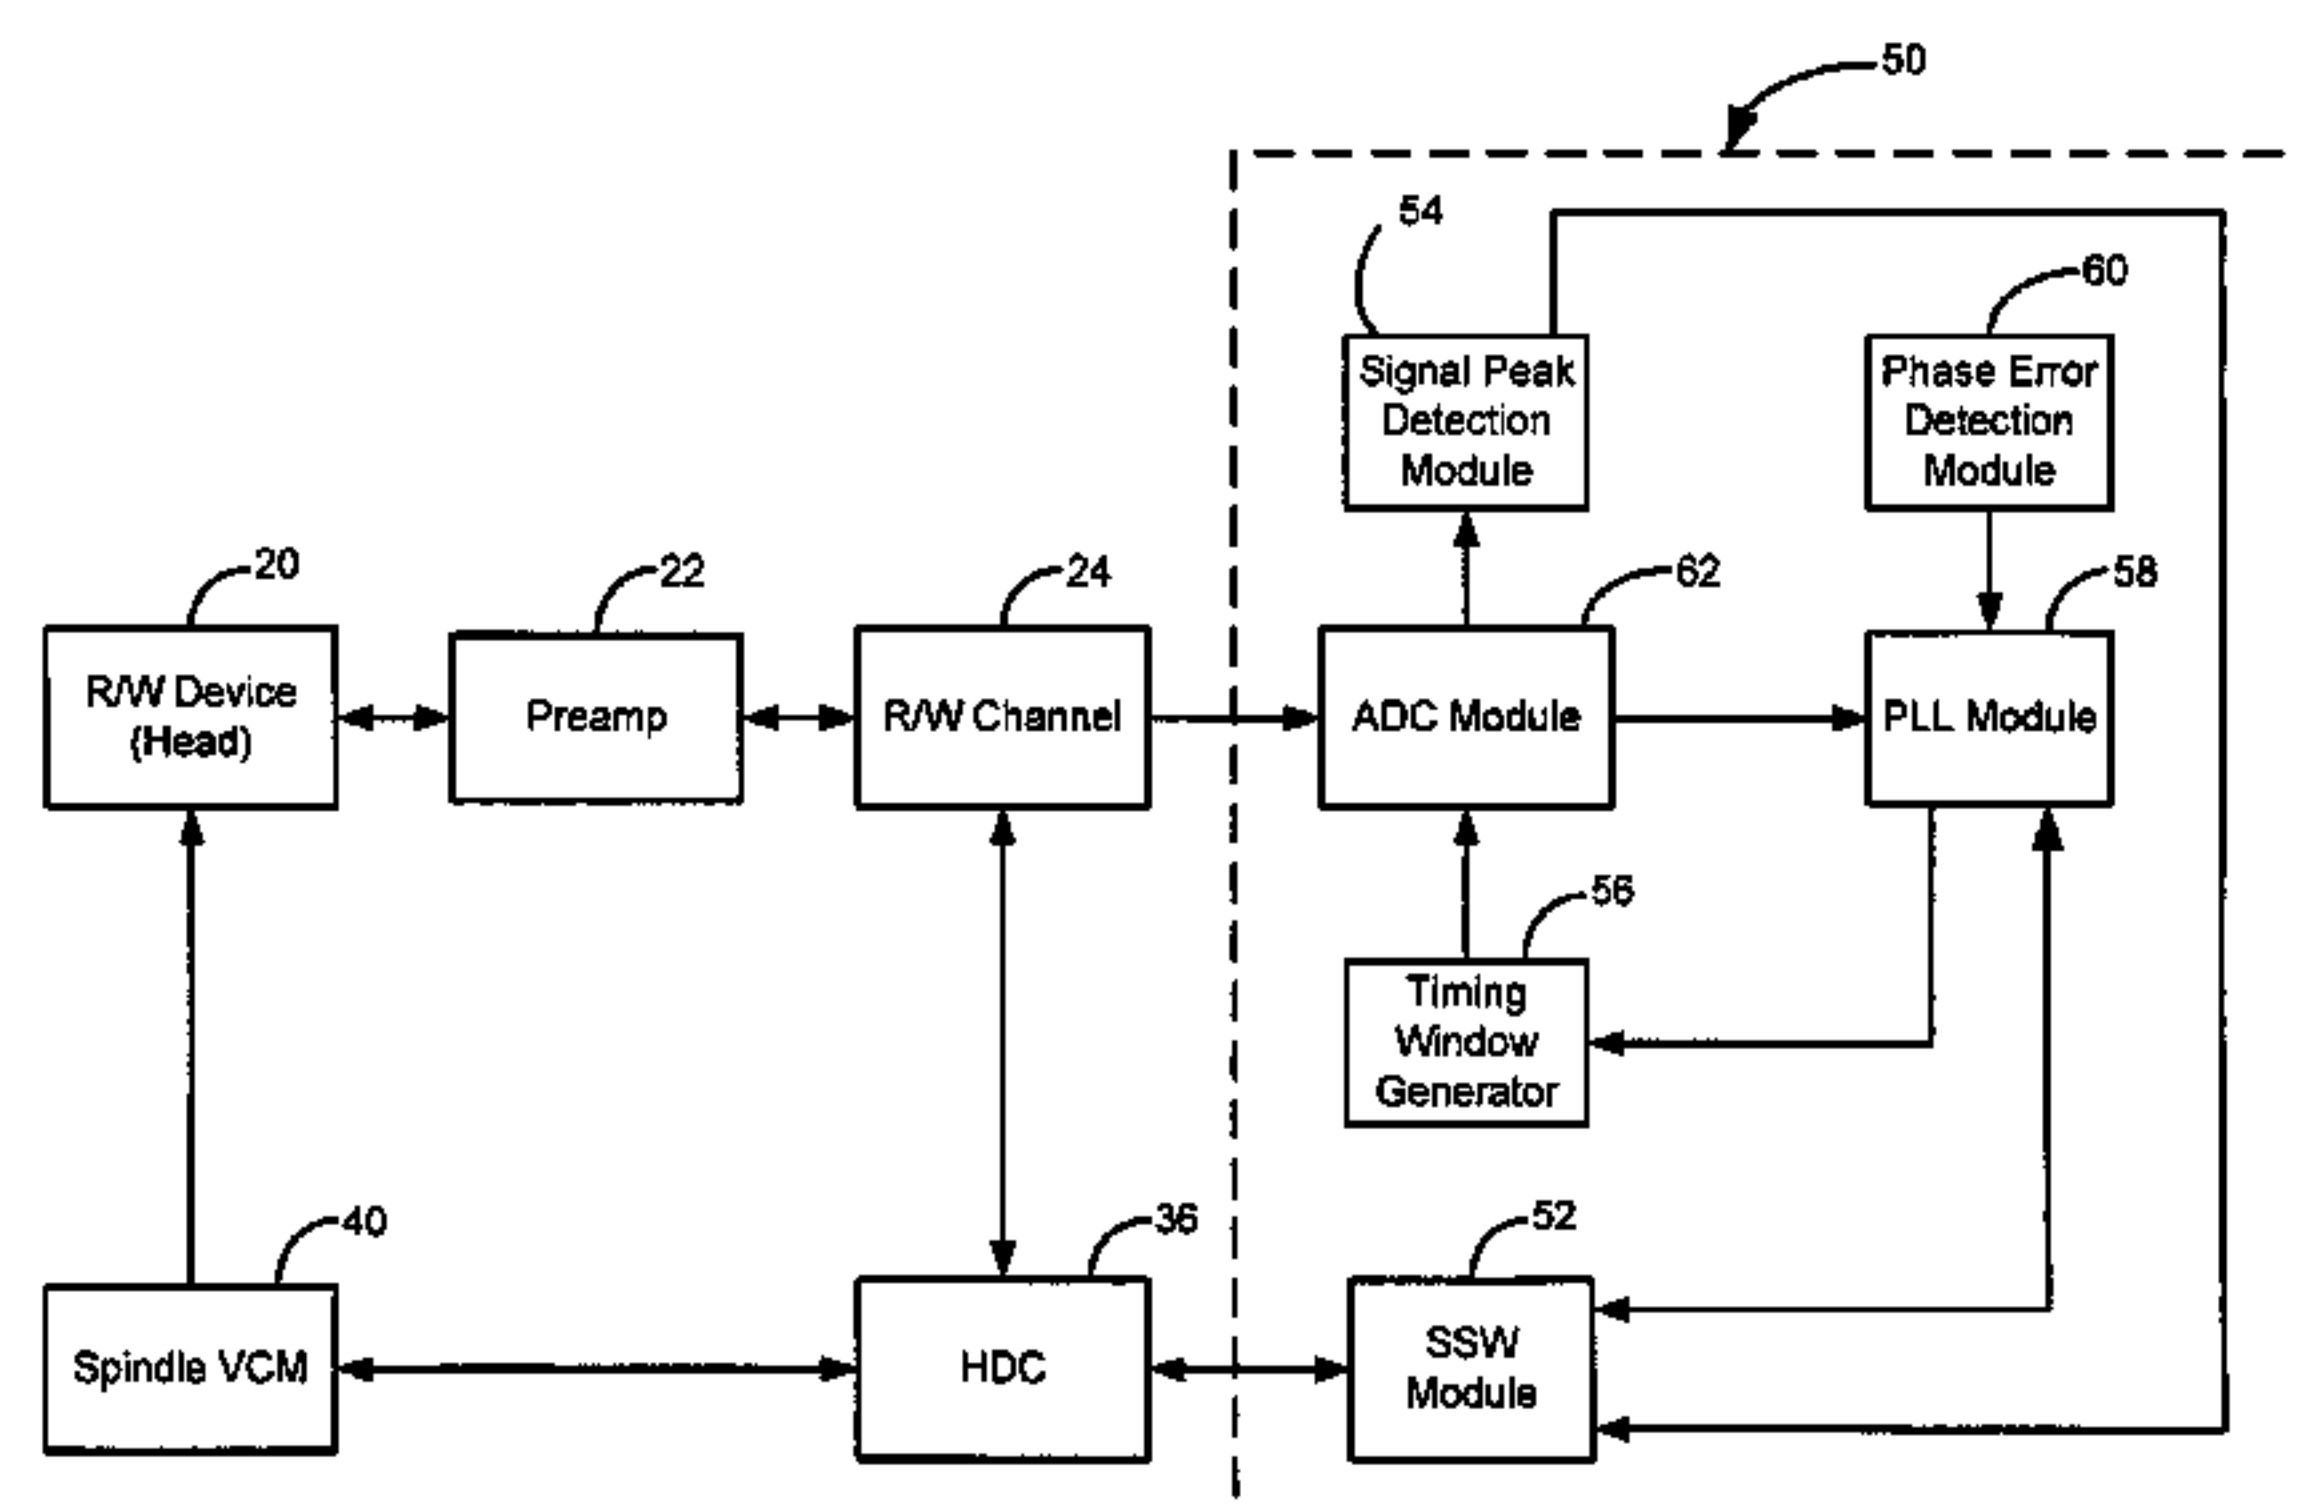 50
54
60
Signal Peak
Detection
Module
Phase Error
Detection
Module
20
22
24
62
58
R/W Device
(Head)
Preamp
R/W Channel
ADC Module
PLL Module
56
Timing
Window
Generator
40
36
52
Spindle VCM
HDC
SSW
Module